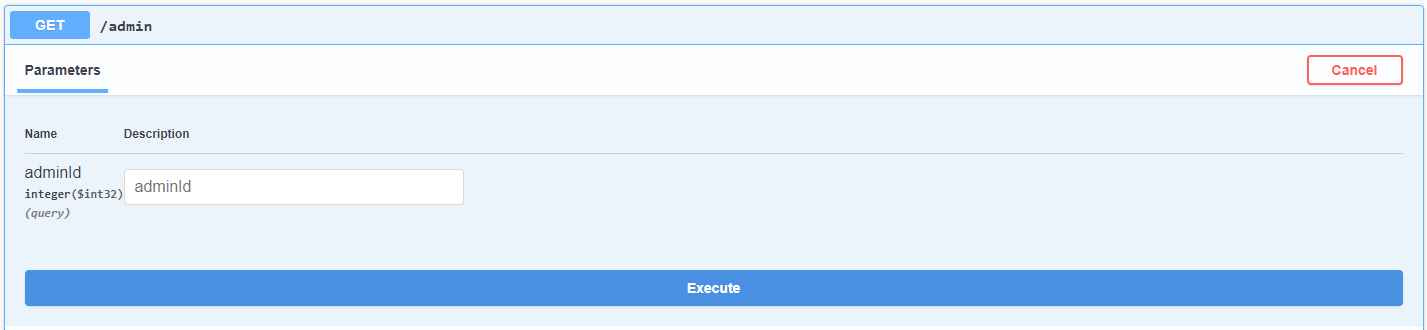 GET /admin
Parameters Cancel
Name Description
adminId
adminId
integer($int32)
(query)
Execute